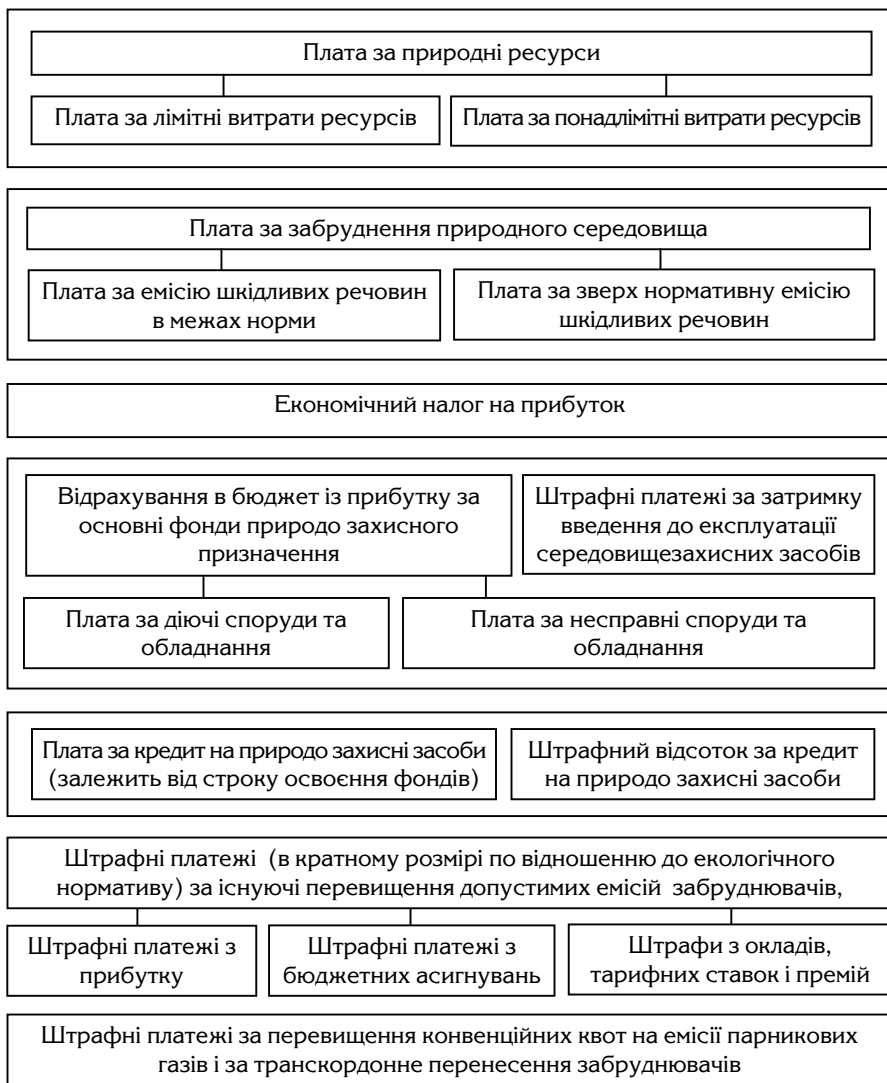 Плата за природні ресурси
Плата за лімітні витрати ресурсів
Плата за понадлімітні витрати ресурсів
Плата за забруднення природного середовища
Плата за емісію шкідливих речовин
в межах норми
Плата за зверх нормативну емісію
шкідливих речовин
Економічний налог на прибуток
Відрахування в бюджет із прибутку за
основні фонди природо захисного
призначення
Штрафні платежі за затримку
введення до експлуатації
середовищезахисних засобів
Плата за діючі споруди та
обладнання
Плата за несправні споруди та
обладнання
Плата за кредит на природо захисні засоби
(залежить від строку освоєння фондів)
Штрафний відсоток за кредит
на природо захисні засоби
Штрафні платежі (в кратному розмірі по відношенню до екологічного
нормативу) за існуючі перевищення допустимих емісій забруднювачів,
Штрафні платежі з
прибутку
Штрафні платежі з
бюджетних асигнувань
Штрафи з окладів,
тарифних ставок і премій
Штрафні платежі за перевищення конвенційних квот на емісії парникових
газів і за транскордонне перенесення забруднювачів